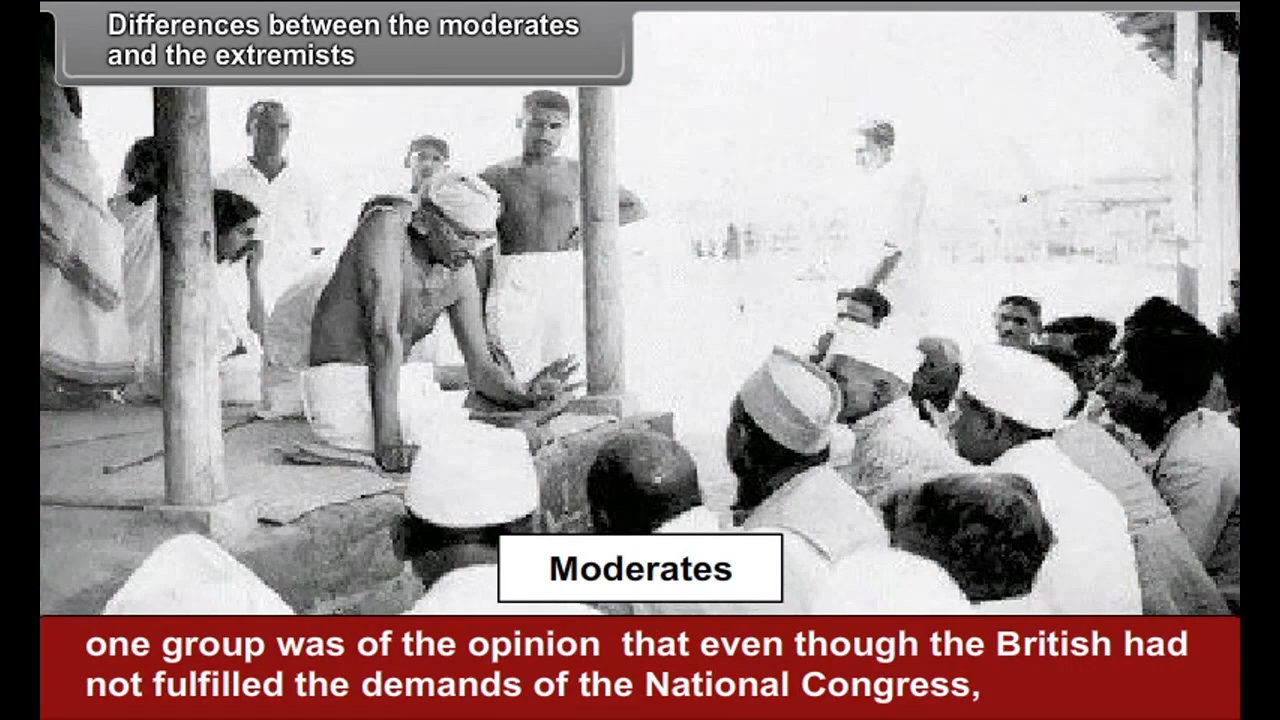 Differences between the moderates
and the extremists
Moderates
one group was of the opinion  that even though the British had
not fulfilled the demands of the National Congress,